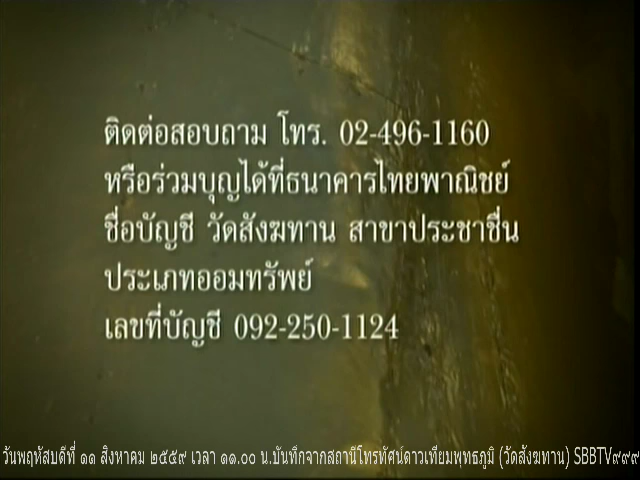 ติดต่อสอบถาม โทร. 02-496-1160
หรือร่วมบุญได้ที่ธนาคารไทยพาณิชย์
ชื่อบัญชี วัดสังฆทาน สาขาประชาชื่น
ประเภทออมทรัพย์
เลขที่บัญชี 092-250-1124
วันพฤหัสบดีที่ ๑๑ สิงหาคม ๒๕๕๙ เวลา ๑๑.๐๐ น.บันทึกจากสถานีโทรทัศน์ดาวเทียมพุทธภูมิ (วัดสังฆทาน) SBBTV๙๙๙